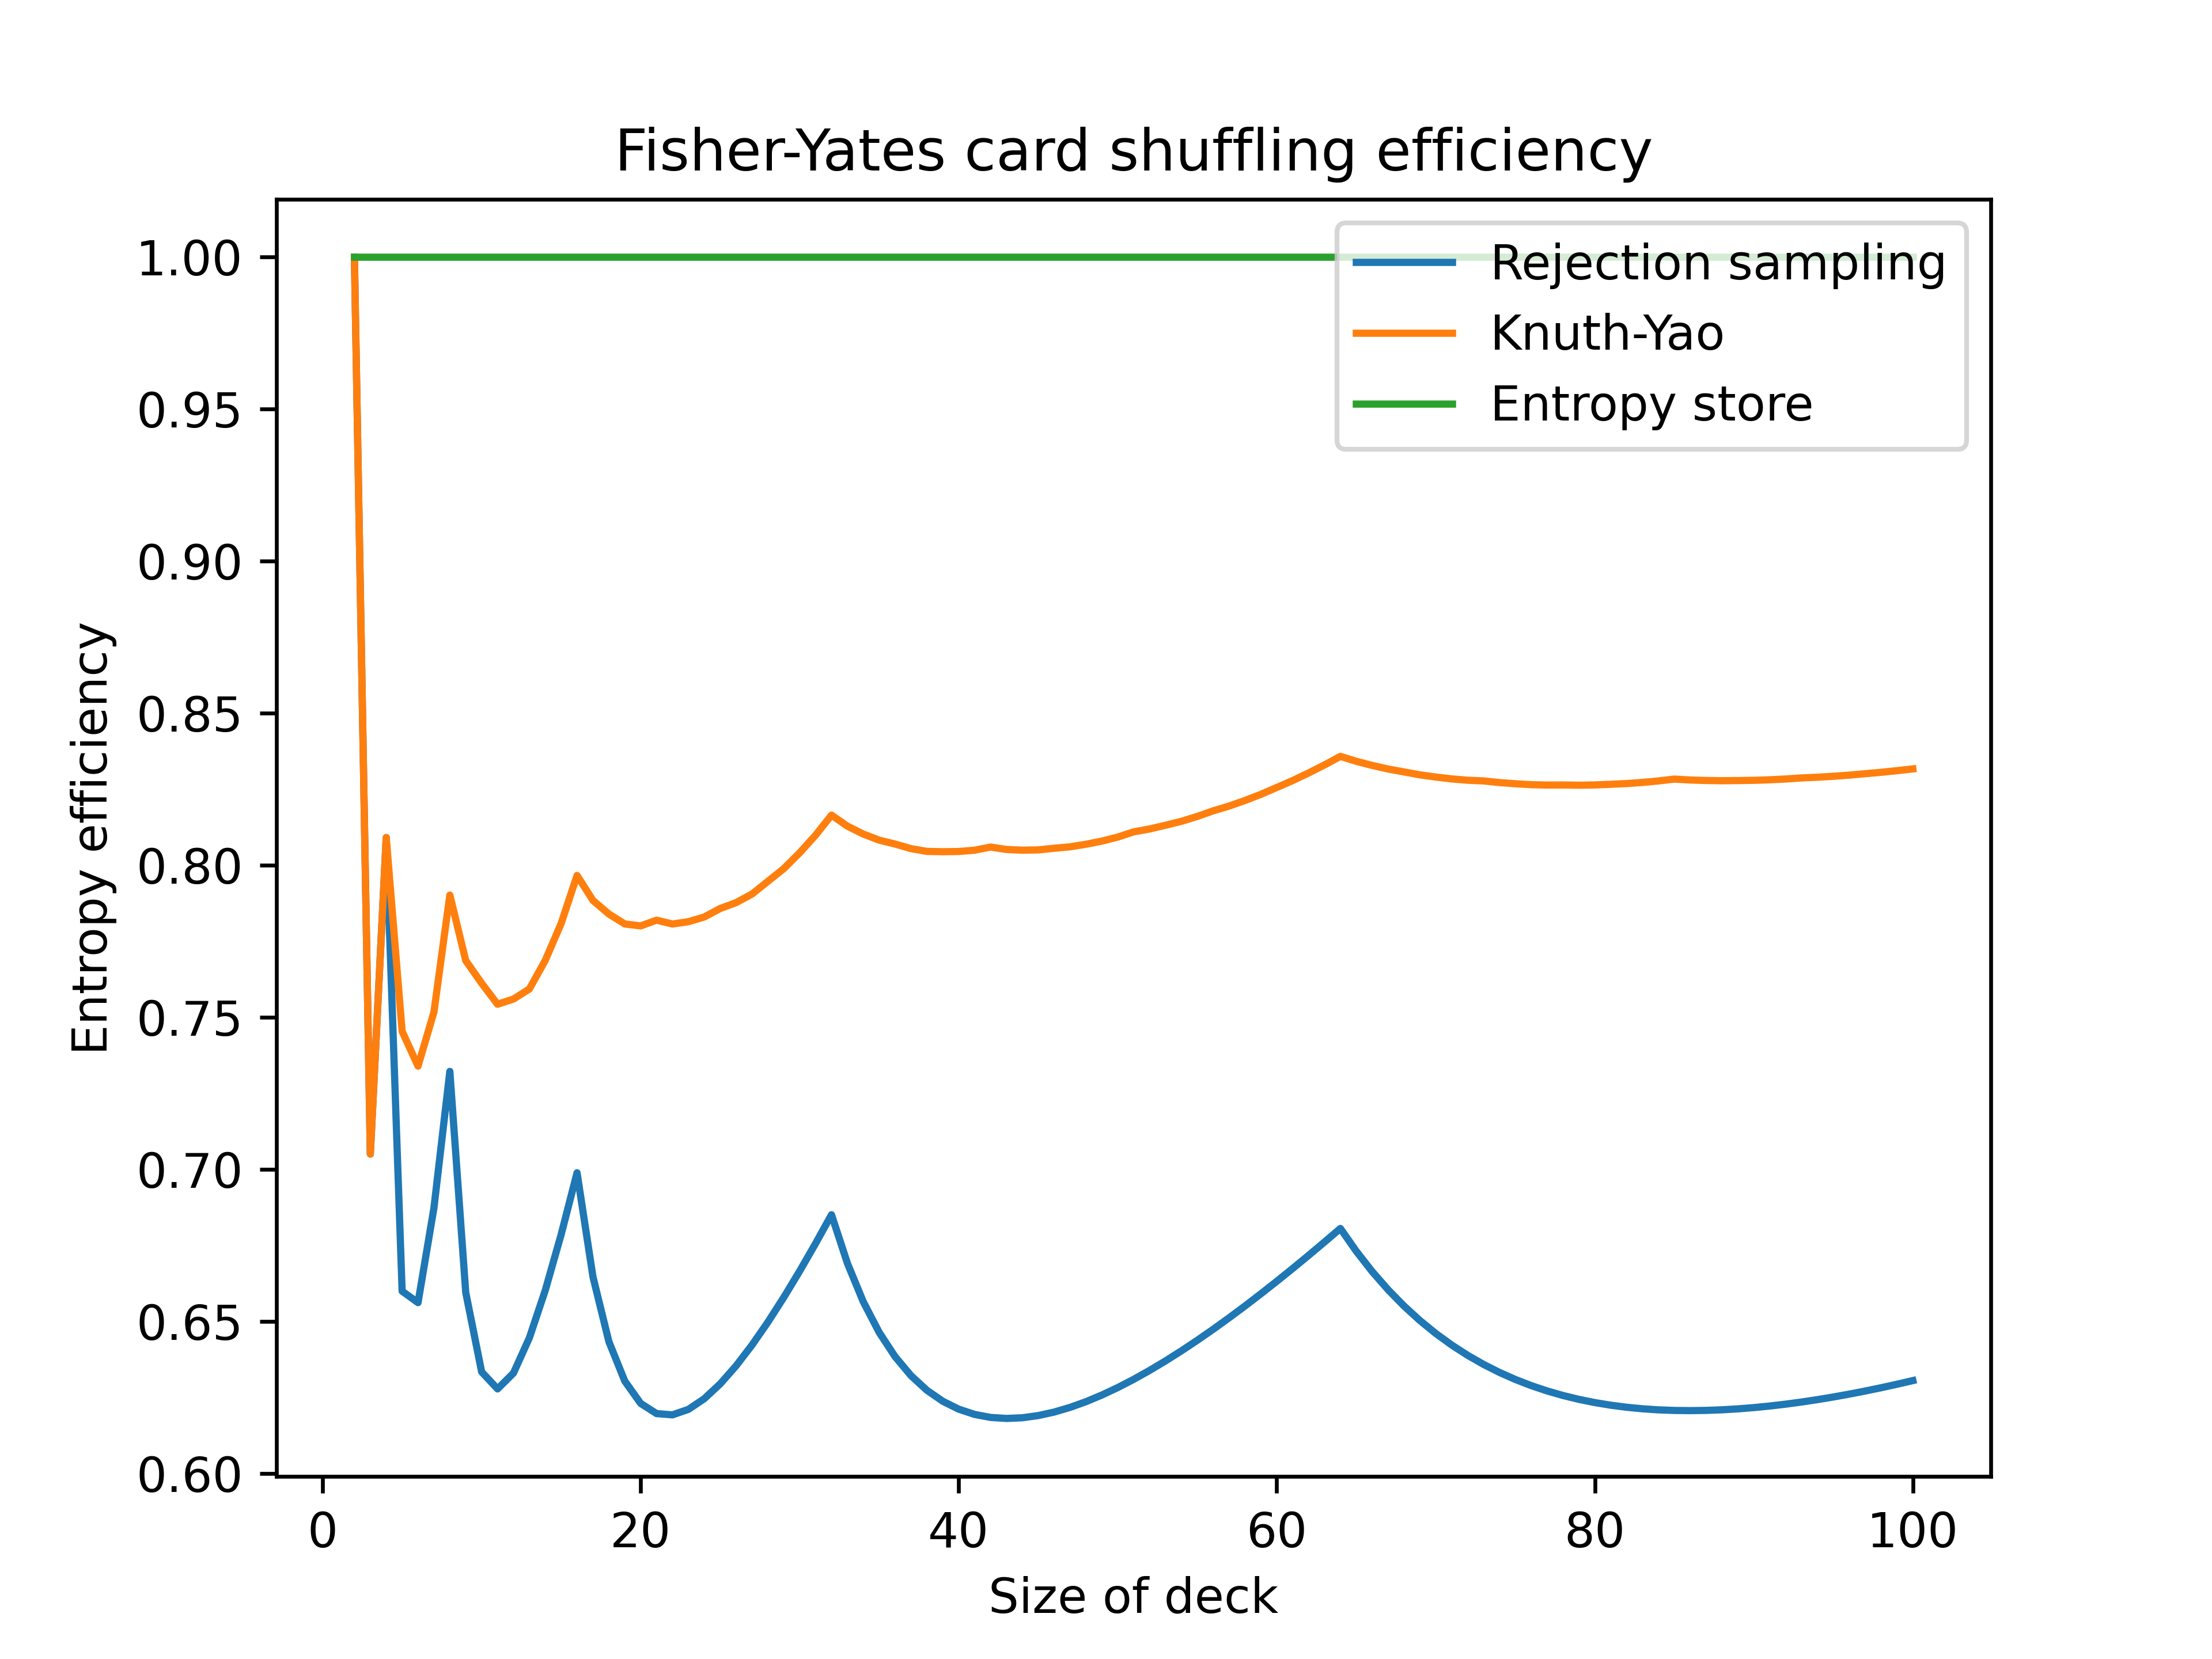 Fisher-Yates card shuffling efficiency
Rejection sampling
Knuth-Yao
Entropy store
Entropy efficiency
1.00
0.95
0.90
0.85
0.80
0.75
0.70
0.65
0.60
0 20 40 60 80 100
Size of deck